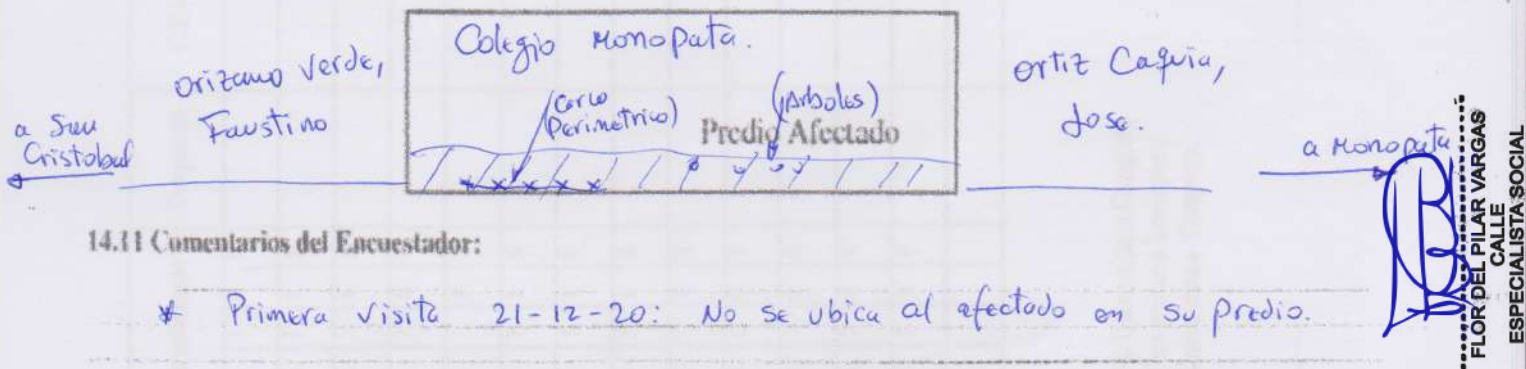 Colegio Monopata.
Orizano Verde,
Faustino
(Cerco
Perimetrico)
(Arboles)
Predio Afectado
Ortiz Caquia,
Jose.
a San
Cristobal
a Monopata
14.11 Comentarios del Encuestador:
* Primera visita 21-12-20: No se ubica al afectado en su predio.
FLOR DEL PILAR VARGAS
CALLE
ESPECIALISTA SOCIAL